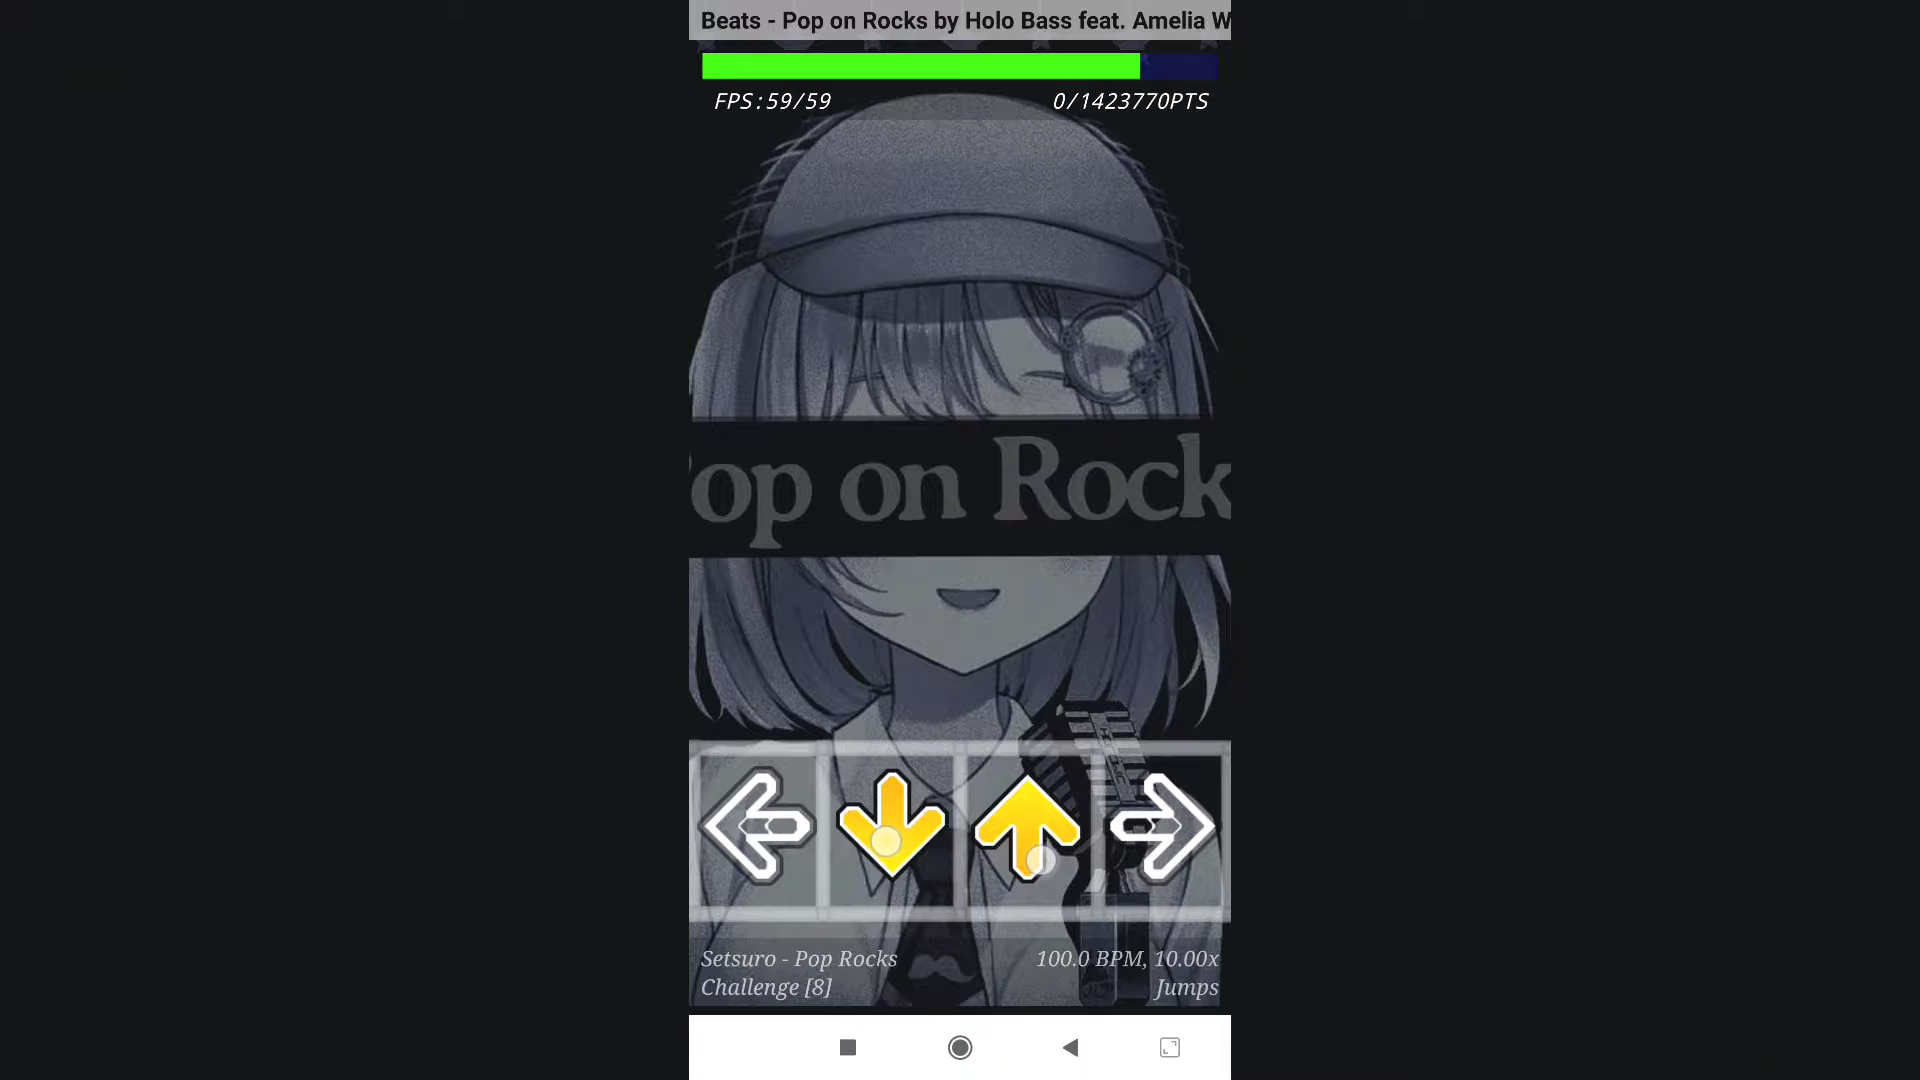 Beats - Pop on Rocks by Holo Bass feat. Amelia W
FPS:59/59
0/1423770PTS
op on Rock
Setsuro - Pop Rocks
100.0 BPM, 10.00x
Challenge [8]
Jumps